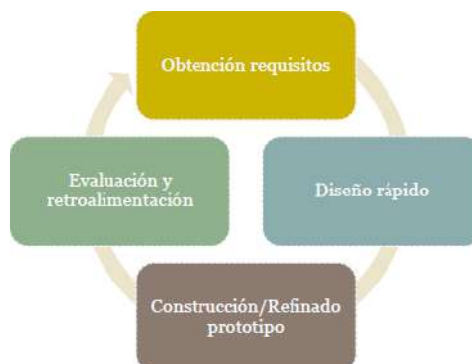 Obtención requisitos
Diseño rápido
Construcción/Refinado
prototipo
Evaluación y
retroalimentación